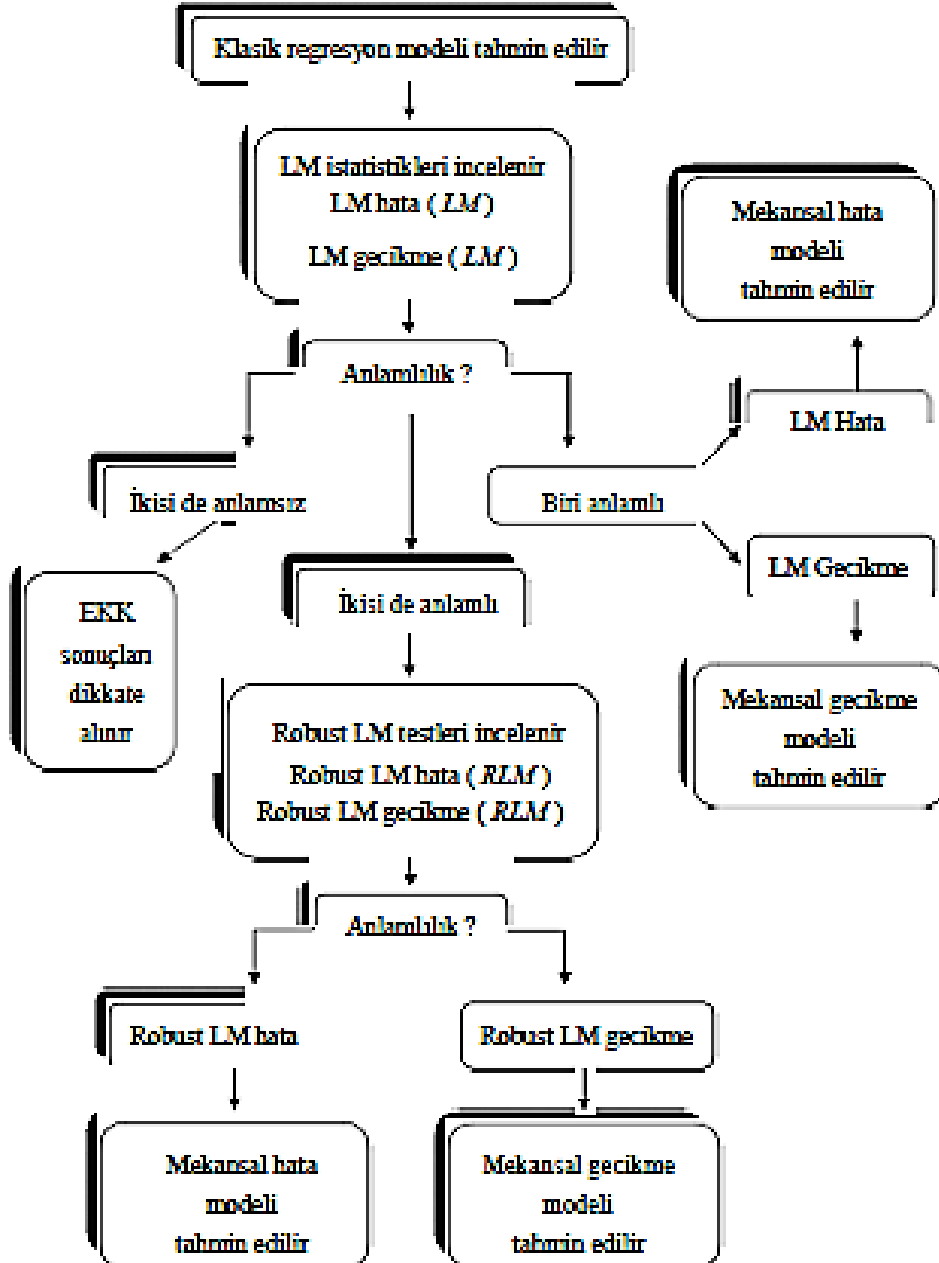 Klasik regresyon modeli tahmin edilir
LM istatistikleri incelenir
LM hata ( LM )
LM gecikme ( LM )
Mekansal hata
modeli
tahmin edilir
Anlamlılık ?
LM Hata
İkisi de anlamsız
Biri anlamlı
LM Gecikme
EKK
sonuçları
dikkate
alınır
İkisi de anlamlı
Mekansal gecikme
modeli
tahmin edilir
Robust LM testleri incelenir
Robust LM hata ( RLM )
Robust LM gecikme ( RLM )
Anlamlılık ?
Robust LM hata
Robust LM gecikme
Mekansal hata
modeli
tahmin edilir
Mekansal gecikme
modeli
tahmin edilir